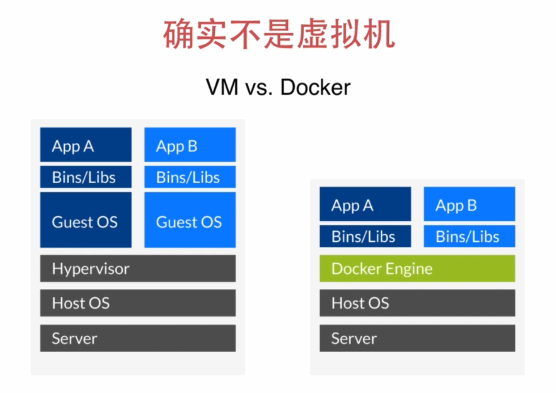 确实不是虚拟机
VM vs. Docker
App A
App B
Bins/Libs
Bins/Libs
Guest OS
Guest OS
Hypervisor
Host OS
Server
App A
App B
Bins/Libs
Bins/Libs
Docker Engine
Host OS
Server